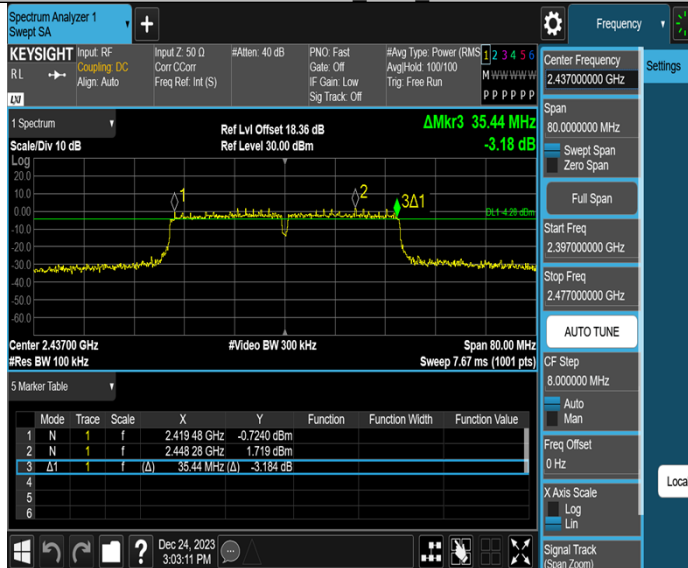 Spectrum Analyzer 1
Swept SA
+
Frequency
KEYSIGHT
RL
LXI
Input: RF
Coupling: DC
Align: Auto
Input Z: 50 Ω
Corr CCorr
Freq Ref: Int (S)
#Atten: 40 dB
PNO: Fast
Gate: Off
IF Gain: Low
Sig Track: Off
#Avg Type: Power (RMS
Avg|Hold: 100/100
Trig: Free Run
1 2 3 4 5 6
M W W W W W
P P P P P P
Center Frequency
2.437000000 GHz
Settings
Span
80.0000000 MHz
Swept Span
Zero Span
Full Span
Start Freq
2.397000000 GHz
Stop Freq
2.477000000 GHz
AUTO TUNE
CF Step
8.000000 MHz
Auto
Man
Freq Offset
0 Hz
X Axis Scale
Log
Lin
Signal Track
(Span Zoom)
Loca
1 Spectrum
Scale/Div 10 dB
Ref Lvl Offset 18.36 dB
Ref Level 30.00 dBm
ΔMkr3 35.44 MHz
-3.18 dB
Log
20.0
10.0
0.00
-10.0
-20.0
-30.0
-40.0
-50.0
-60.0
1
2
3Δ1
DL1 -4.28 dBm
Center 2.43700 GHz
#Video BW 300 kHz
Span 80.00 MHz
#Res BW 100 kHz
Sweep 7.67 ms (1001 pts)
5 Marker Table
Mode Trace Scale X Y Function Function Width Function Value
1 N 1 f 2.419 48 GHz -0.7240 dBm
2 N 1 f 2.448 28 GHz 1.719 dBm
3 Δ1 1 f (Δ) 35.44 MHz (Δ) -3.184 dB
4
5
6
?
Dec 24, 2023
3:03:11 PM